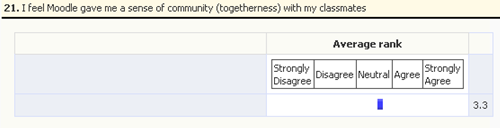 21. I feel Moodle gave me a sense of community (togetherness) with my classmates
Average rank
Strongly Disagree Disagree Neutral Agree Strongly Agree
3.3